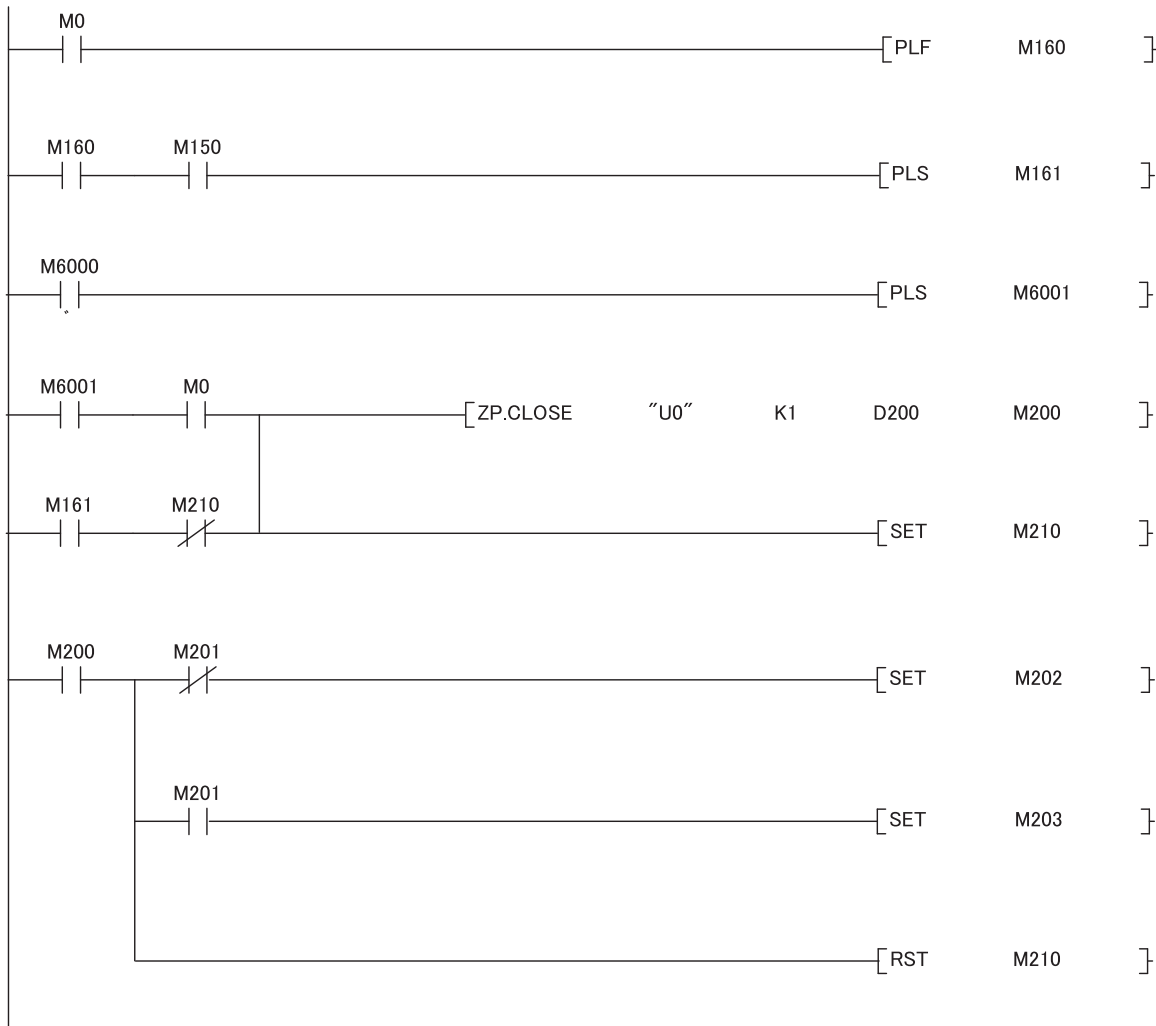 M0
PLF M160
M160 M150
PLS M161
M6000
PLS M6001
M6001 M0
ZP.CLOSE ″U0″ K1 D200 M200
M161 M210
SET M210
M200 M201
SET M202
M201
SET M203
RST M210